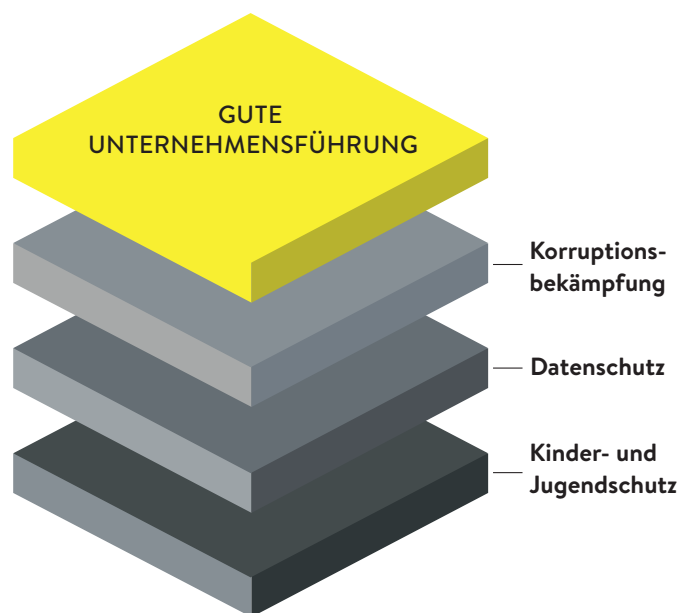 GUTE
UNTERNEHMENSFÜHRUNG
Korruptions-
bekämpfung
Datenschutz
Kinder- und
Jugendschutz